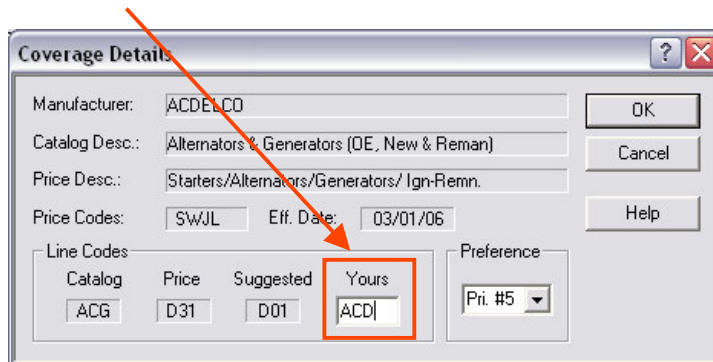 Coverage Details
Manufacturer: ACDELCO OK
Catalog Desc.: Alternators & Generators (OE, New & Reman) Cancel
Price Desc.: Starters/Alternators/Generators/ Ign-Remn.
Price Codes: SWJL Eff. Date: 03/01/06 Help
Line Codes Preference
Catalog Price Suggested Yours
ACG D31 D01 ACD Pri. #5